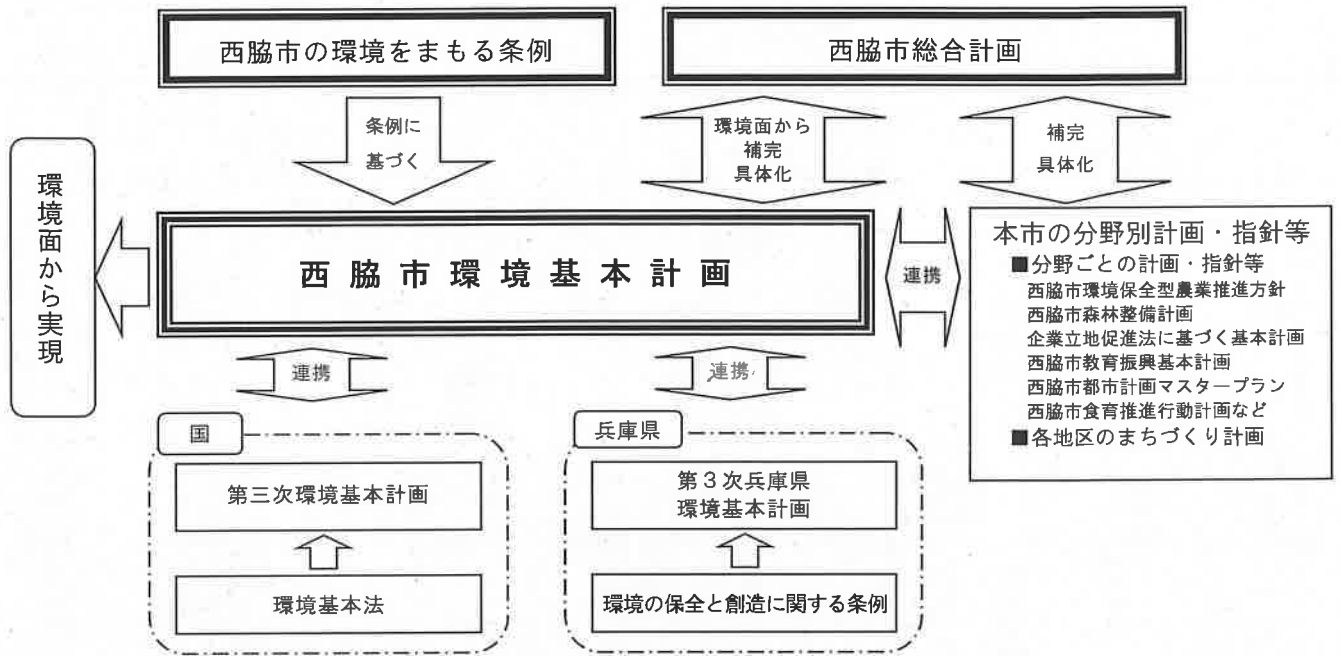 西脇市の環境をまもる条例
西脇市総合計画
条例に
基づく
環境面から
補完
具体化
補完
具体化
環境面から実現
西脇市環境基本計画
連携
本市の分野別計画・指針等
■分野ごとの計画・指針等
西脇市環境保全型農業推進方針
西脇市森林整備計画
企業立地促進法に基づく基本計画
西脇市教育振興基本計画
西脇市都市計画マスタープラン
西脇市食育推進行動計画など
■各地区のまちづくり計画
連携
連携
国
第三次環境基本計画
環境基本法
兵庫県
第3次兵庫県
環境基本計画
環境の保全と創造に関する条例